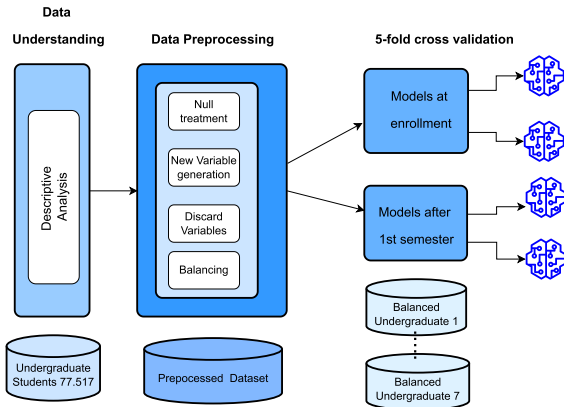 Data
Understanding
Data Preprocessing
5-fold cross validation
Descriptive
Analysis
Null
treatment
New Variable
generation
Discard
Variables
Balancing
Models at
enrollment
Models after
1st semester
Undergraduate
Students 77.517
Prepocessed Dataset
Balanced
Undergraduate 1
Balanced
Undergraduate 7